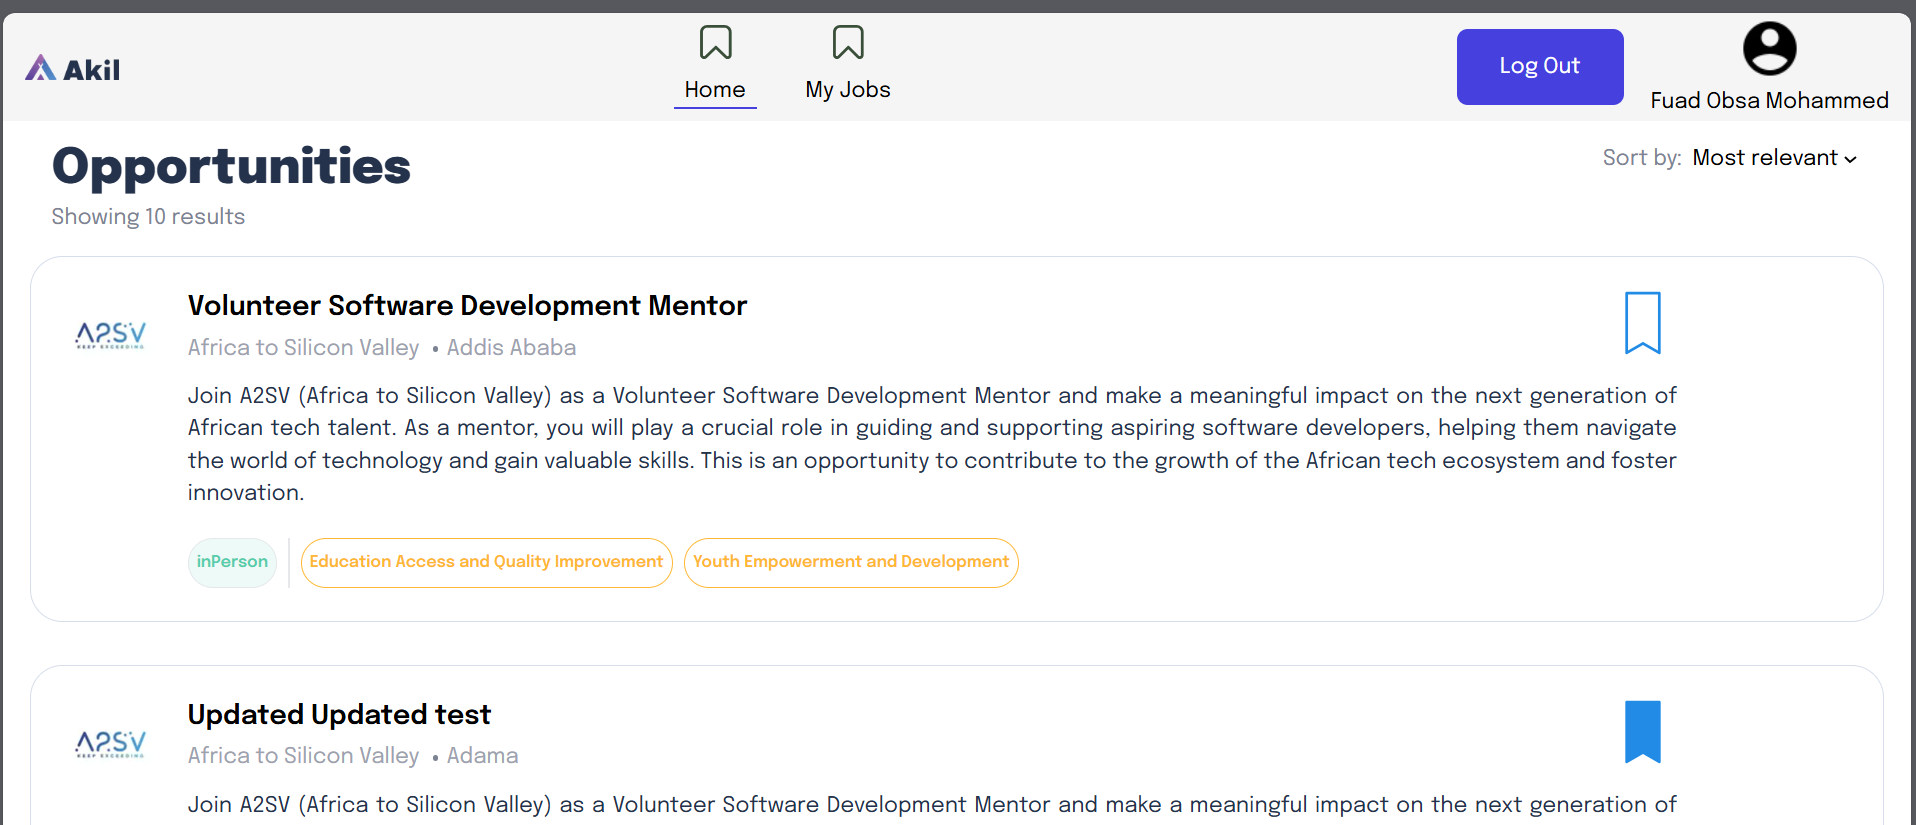 Akil
Home
My Jobs
Log Out
Fuad Obsa Mohammed
Opportunities
Sort by: Most relevant
Showing 10 results
A2SV
KEEP EXCEEDING
Volunteer Software Development Mentor
Africa to Silicon Valley • Addis Ababa
Join A2SV (Africa to Silicon Valley) as a Volunteer Software Development Mentor and make a meaningful impact on the next generation of
African tech talent. As a mentor, you will play a crucial role in guiding and supporting aspiring software developers, helping them navigate
the world of technology and gain valuable skills. This is an opportunity to contribute to the growth of the African tech ecosystem and foster
innovation.
inPerson
Education Access and Quality Improvement
Youth Empowerment and Development
A2SV
KEEP EXCEEDING
Updated Updated test
Africa to Silicon Valley • Adama
Join A2SV (Africa to Silicon Valley) as a Volunteer Software Development Mentor and make a meaningful impact on the next generation of